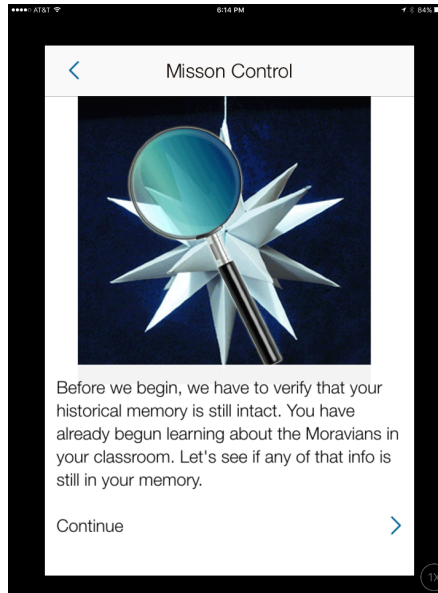 AT&T 6:14 PM 84%
Misson Control
Before we begin, we have to verify that your
historical memory is still intact. You have
already begun learning about the Moravians in
your classroom. Let's see if any of that info is
still in your memory.
Continue
1x